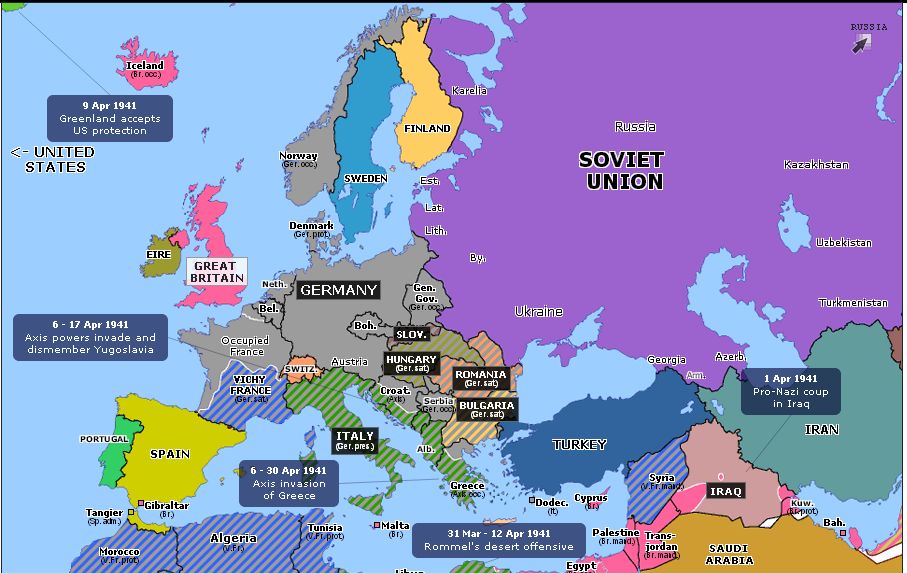 RUSSIA
Iceland
(Br. occ.)
9 Apr 1941
Greenland accepts
US protection
<- UNITED
STATES
Karelia
FINLAND
Russia
SOVIET
UNION
Norway
(Ger. occ.)
SWEDEN
Kazakhstan
Est.
Lat.
Lith.
Denmark
(Ger. prot.)
Uzbekistan
EIRE
GREAT
BRITAIN
By.
Neth.
GERMANY
Gen.
Gov.
(Ger. occ.)
Turkmenistan
Bel.
Ukraine
6 - 17 Apr 1941
Axis powers invade and
dismember Yugoslavia
Boh.
SLOV.
Occupied
France
Austria
HUNGARY
(Ger. sat)
Georgia
Azerb.
SWITZ.
ROMANIA
(Ger. sat)
Arm.
1 Apr 1941
Pro-Nazi coup
in Iraq
VICHY
FRANCE
(Ger. sat)
Croat.
(Axis)
Serbia
(Ger. occ.)
BULGARIA
(Ger. sat)
IRAN
PORTUGAL
SPAIN
ITALY
(Ger. pres.)
TURKEY
Alb.
6 - 30 Apr 1941
Axis invasion
of Greece
Greece
(Axis occ.)
Syria
(V.Fr. mand.)
IRAQ
Dodec.
(It)
Cyprus
(Br.)
Kuw.
(Br. prot)
Gibraltar
(Br.)
Tangier
(Sp. adm.)
Bah.
Malta
(Br.)
31 Mar - 12 Apr 1941
Rommel's desert offensive
Tunisia
(V.Fr. prot)
Algeria
(V.Fr.)
Palestine
(Br. mand.)
Trans-
jordan
(Br. mand.)
Morocco
(V.Fr. prot)
SAUDI
ARABIA
Egypt
Libya